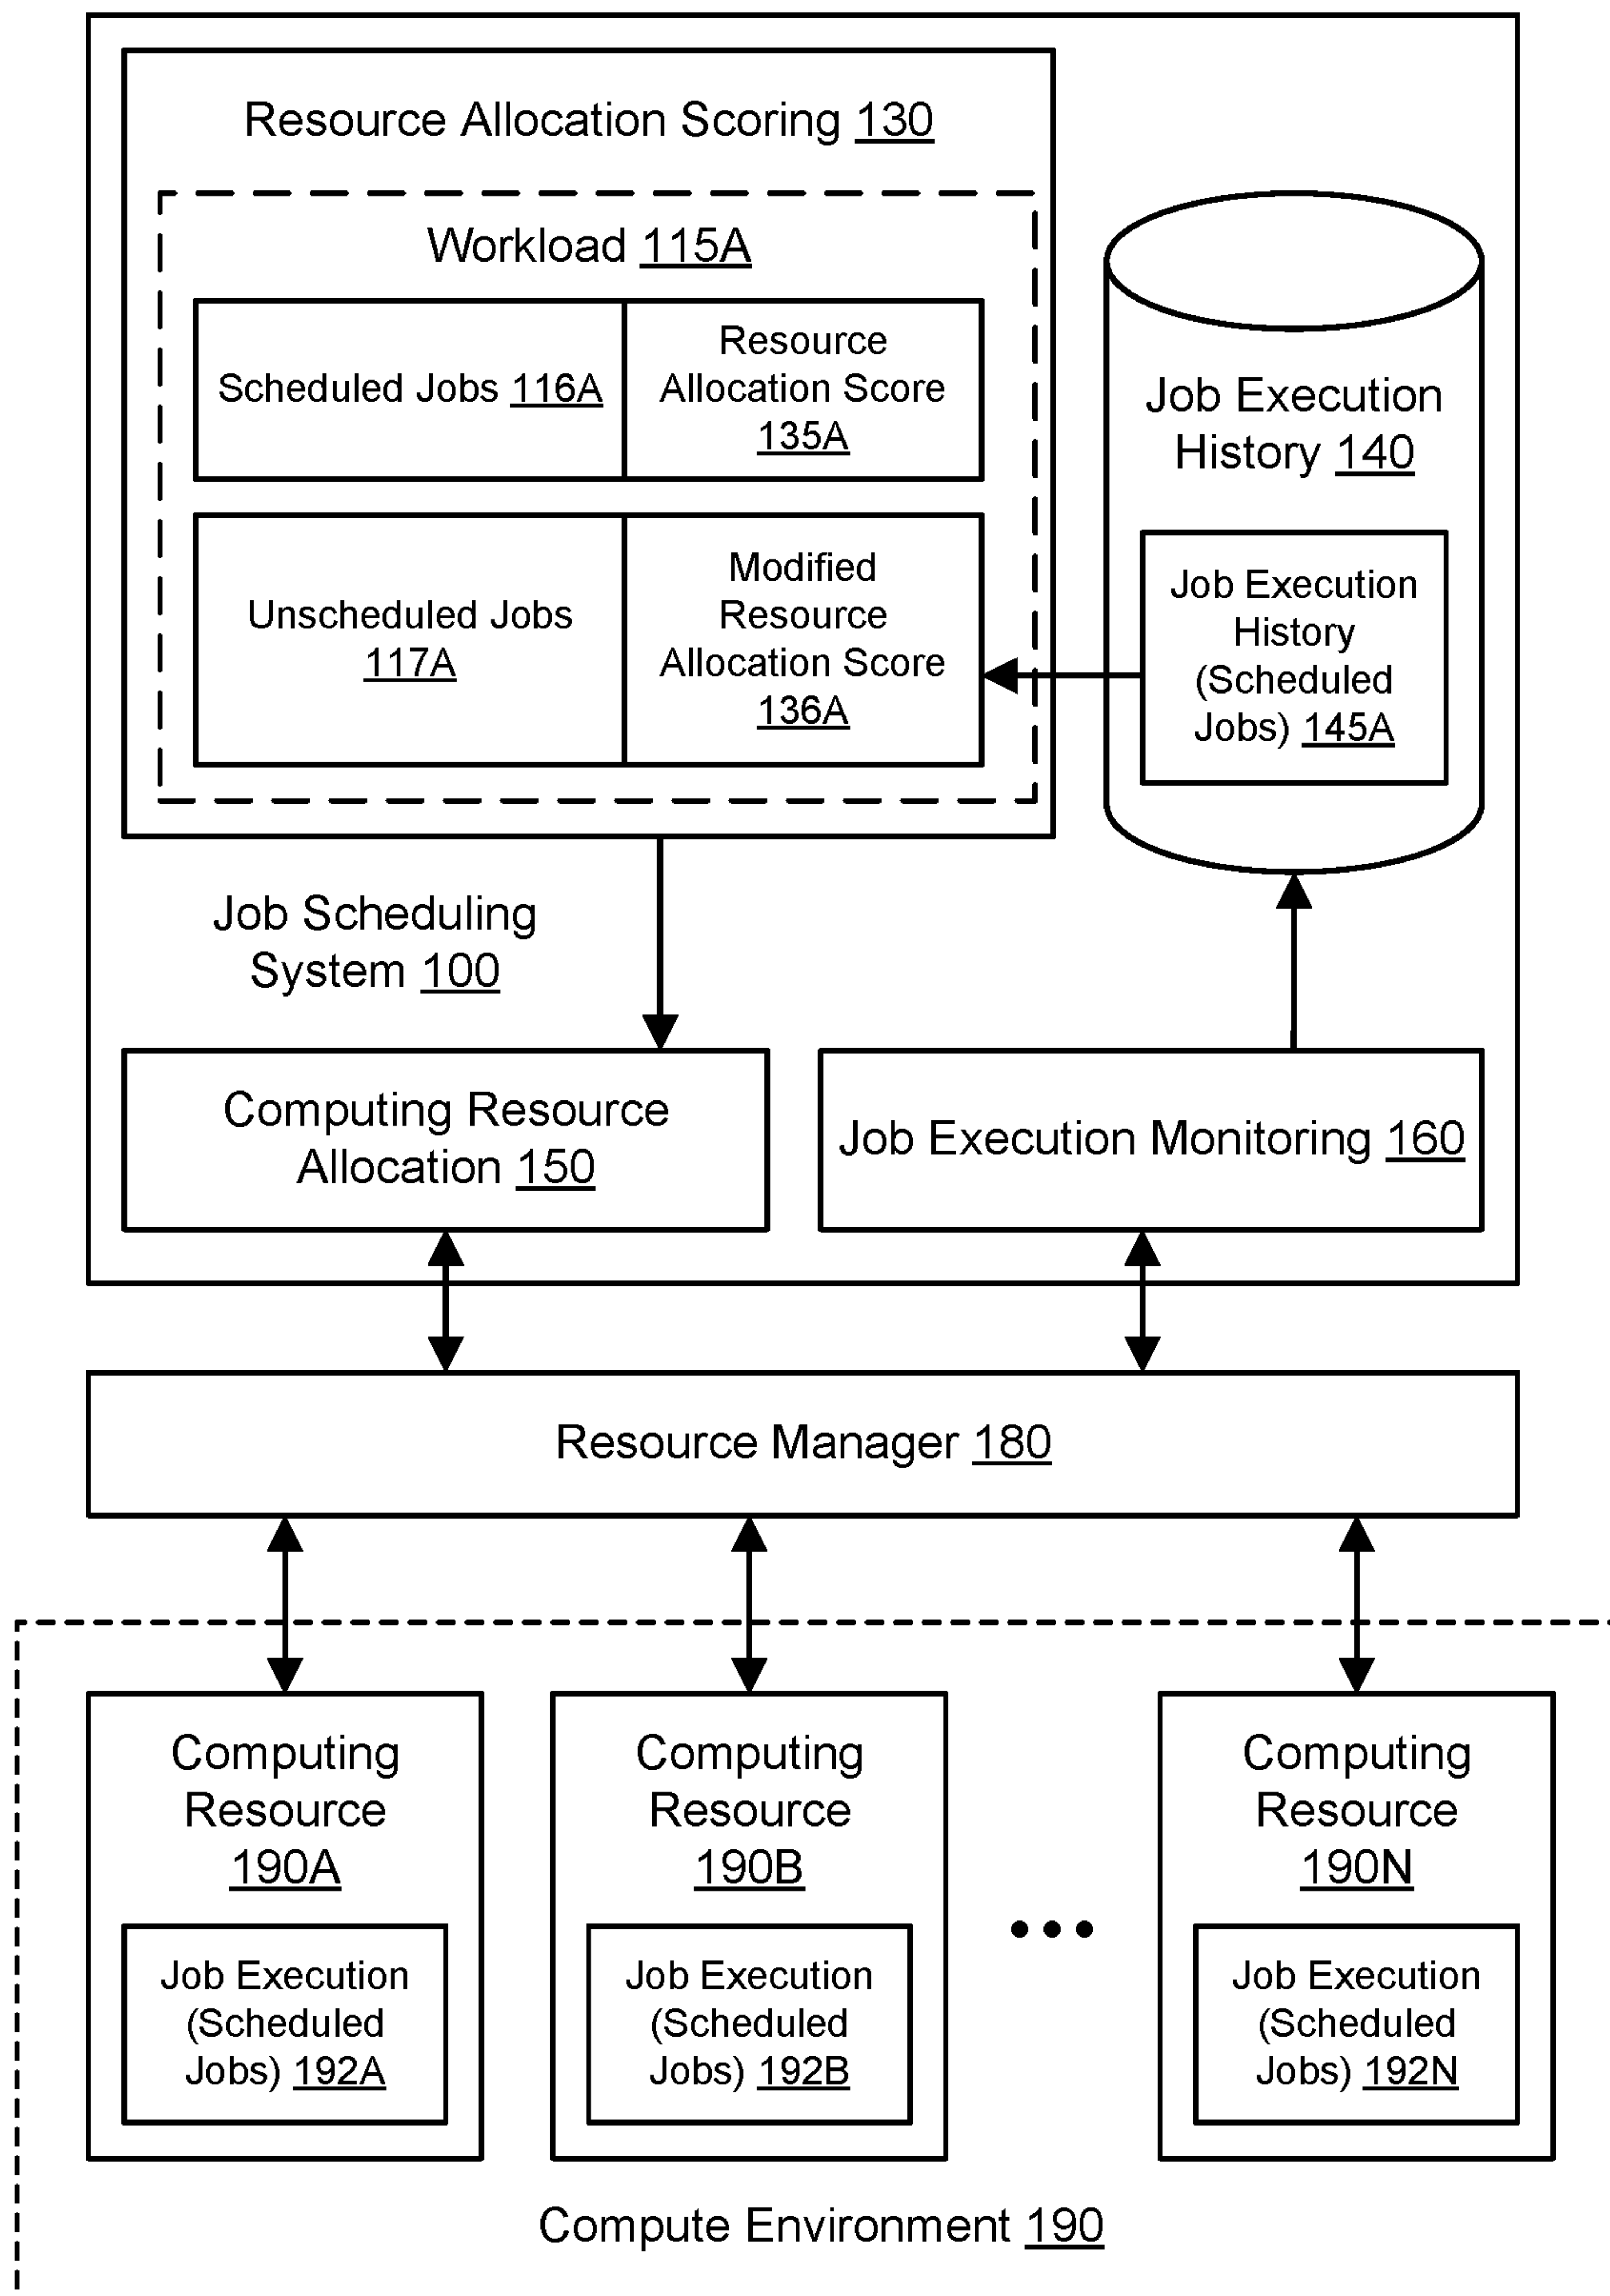 Resource Allocation Scoring 130
Workload 115A
Scheduled Jobs 116A
Resource
Allocation Score
135A
Unscheduled Jobs
117A
Modified
Resource
Allocation Score
136A
Job Execution
History 140
Job Execution
History
(Scheduled
Jobs) 145A
Job Scheduling
System 100
Computing Resource
Allocation 150
Job Execution Monitoring 160
Resource Manager 180
Computing
Resource
190A
Job Execution
(Scheduled
Jobs) 192A
Computing
Resource
190B
Job Execution
(Scheduled
Jobs) 192B
Computing
Resource
190N
Job Execution
(Scheduled
Jobs) 192N
Compute Environment 190